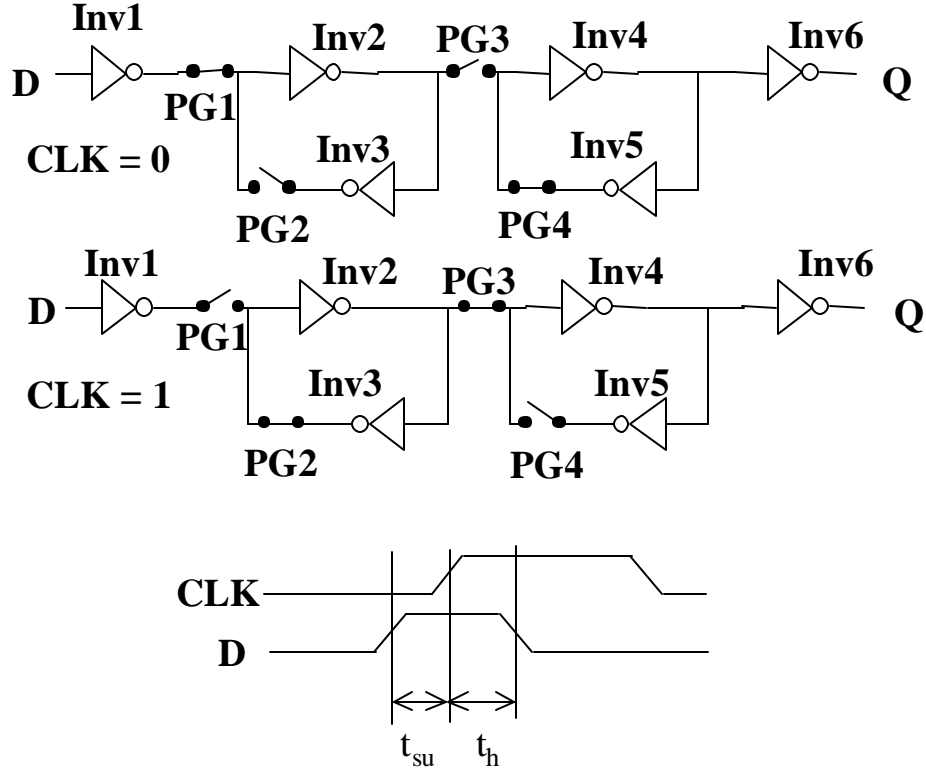 Inv1
Inv2
PG3
Inv4
Inv6
D
PG1
Q
CLK = 0
Inv3
Inv5
PG2
PG4
Inv1
Inv2
PG3
Inv4
Inv6
D
PG1
Q
CLK = 1
Inv3
Inv5
PG2
PG4
CLK
D
tsu
th